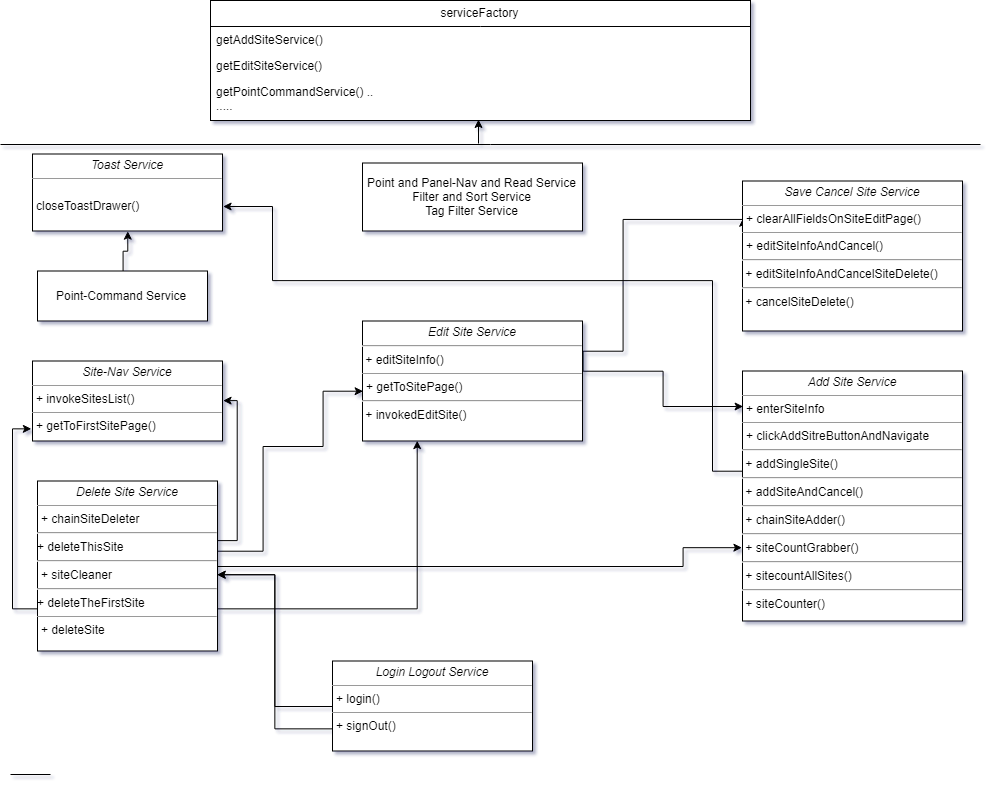 serviceFactory
getAddSiteService()
getEditSiteService()
getPointCommandService() ..
.....
Toast Service
closeToastDrawer()
Point-Command Service
Point and Panel-Nav and Read Service
Filter and Sort Service
Tag Filter Service
Save Cancel Site Service
+ clearAllFieldsOnSiteEditPage()
+ editSiteInfoAndCancel()
+ editSiteInfoAndCancelSiteDelete()
+ cancelSiteDelete()
Edit Site Service
+ editSiteInfo()
+ getToSitePage()
+ invokedEditSite()
Site-Nav Service
+ invokeSitesList()
+ getToFirstSitePage()
Add Site Service
+ enterSiteInfo
+ clickAddSitreButtonAndNavigate
+ addSingleSite()
+ addSiteAndCancel()
+ chainSiteAdder()
+ siteCountGrabber()
+ sitecountAllSites()
+ siteCounter()
Delete Site Service
+ chainSiteDeleter
+ deleteThisSite
+ siteCleaner
+ deleteTheFirstSite
+ deleteSite
Login Logout Service
+ login()
+ signOut()